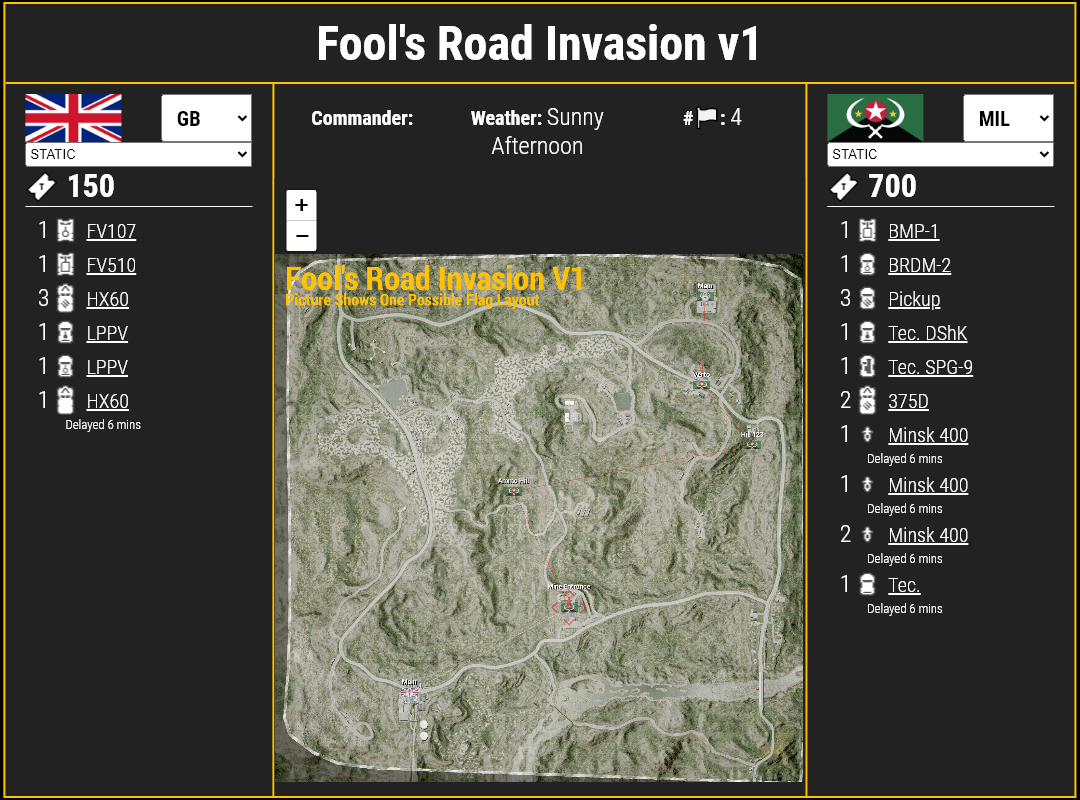 Fool's Road Invasion v1
GB
STATIC
T 150
1 FV107
1 FV510
3 HX60
1 LPPV
1 LPPV
1 HX60
Delayed 6 mins
Commander:
Weather: Sunny
Afternoon
# : 4
+
−
Fool's Road Invasion V1
Picture Shows One Possible Flag Layout
Main
Verto
Hill 123
Ammo Hill
Mine Entrance
Main
MIL
STATIC
T 700
1 BMP-1
1 BRDM-2
3 Pickup
1 Tec. DShK
1 Tec. SPG-9
2 375D
1 Minsk 400
Delayed 6 mins
1 Minsk 400
Delayed 6 mins
2 Minsk 400
Delayed 6 mins
1 Tec.
Delayed 6 mins